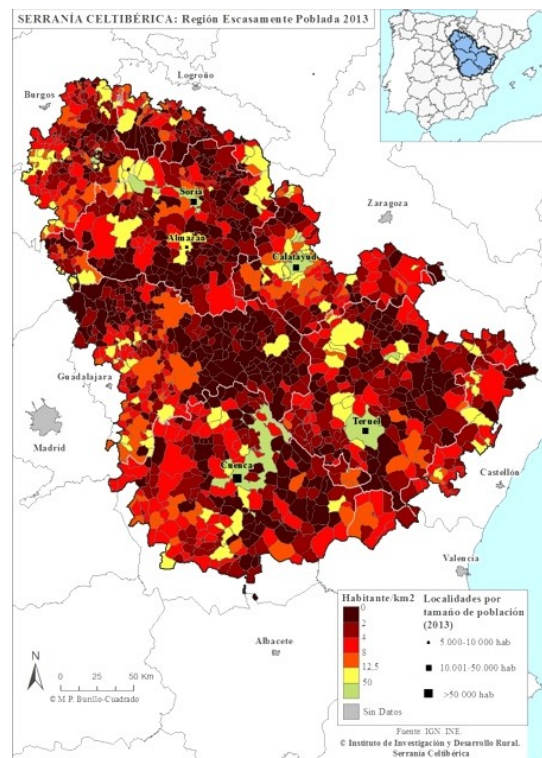 SERRANÍA CELTIBÉRICA: Región Escasamente Poblada 2013
Logroño
Burgos
Soria
Zaragoza
Almazán
Calatayud
Guadalajara
Madrid
Teruel
Cuenca
Castellón
Valencia
Albacete
N
0 25 50 Km
© M P. Burillo-Cuadrado
Habitante/km2
0
2
4
8
12,5
50
Sin Datos
Localidades por
tamaño de población
(2013)
5.000-10.000 hab
10.001-50.000 hab
>50 000 hab
Fuente: IGN. INE.
© Instituto de Investigación y Desarrollo Rural.
Serranía Celtibérica